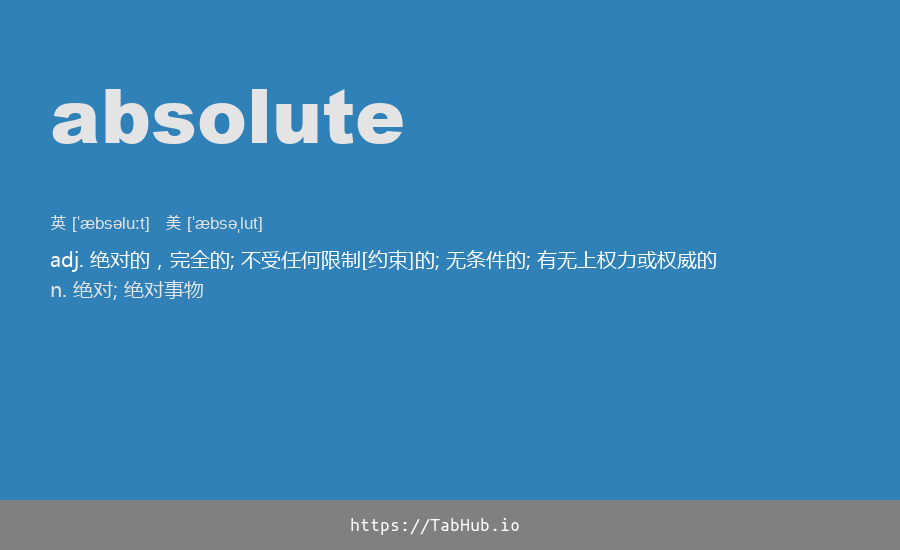 absolute
英 [ˈæbsəluːt] 美 [ˈæbsəˌlut]
adj. 绝对的，完全的; 不受任何限制[约束]的; 无条件的; 有无上权力或权威的
n. 绝对; 绝对事物
https://TabHub.io